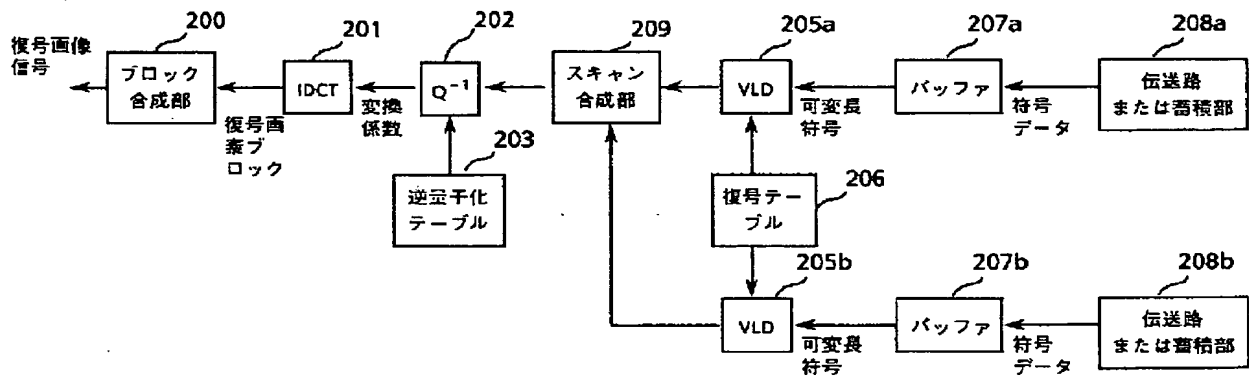 200
201
202
209
205a
207a
208a
復号画像
信号
ブロック
合成部
IDCT
Q⁻¹
スキャン
合成部
VLD
バッファ
伝送路
または蓄積部
復号画
素ブ
ロック
変換
係数
可変長
符号
符号
データ
203
逆量子化
テーブル
206
復号テー
ブル
205b
207b
208b
VLD
バッファ
伝送路
または蓄積部
可変長
符号
符号
データ